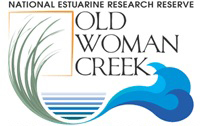 NATIONAL ESTUARINE RESEARCH RESERVE
OLD
WOMAN
CREEK